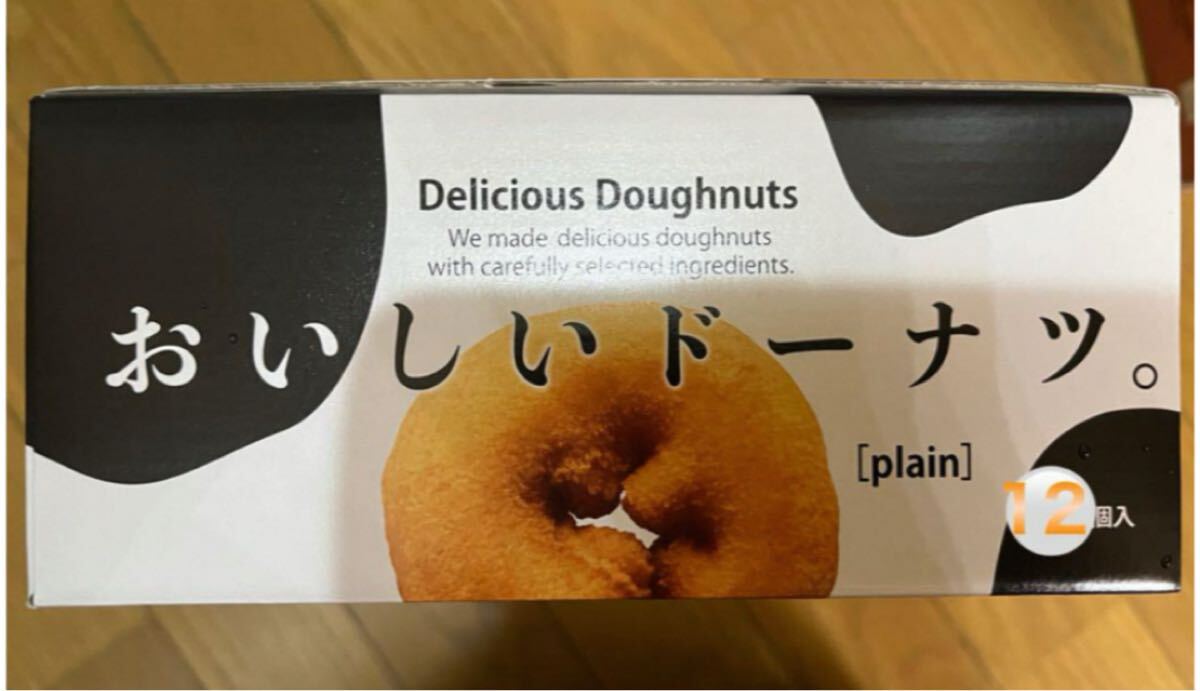 Delicious Doughnuts
We made delicious doughnuts
with carefully selected ingredients.
おいしいドーナツ。
[plain]
12個入